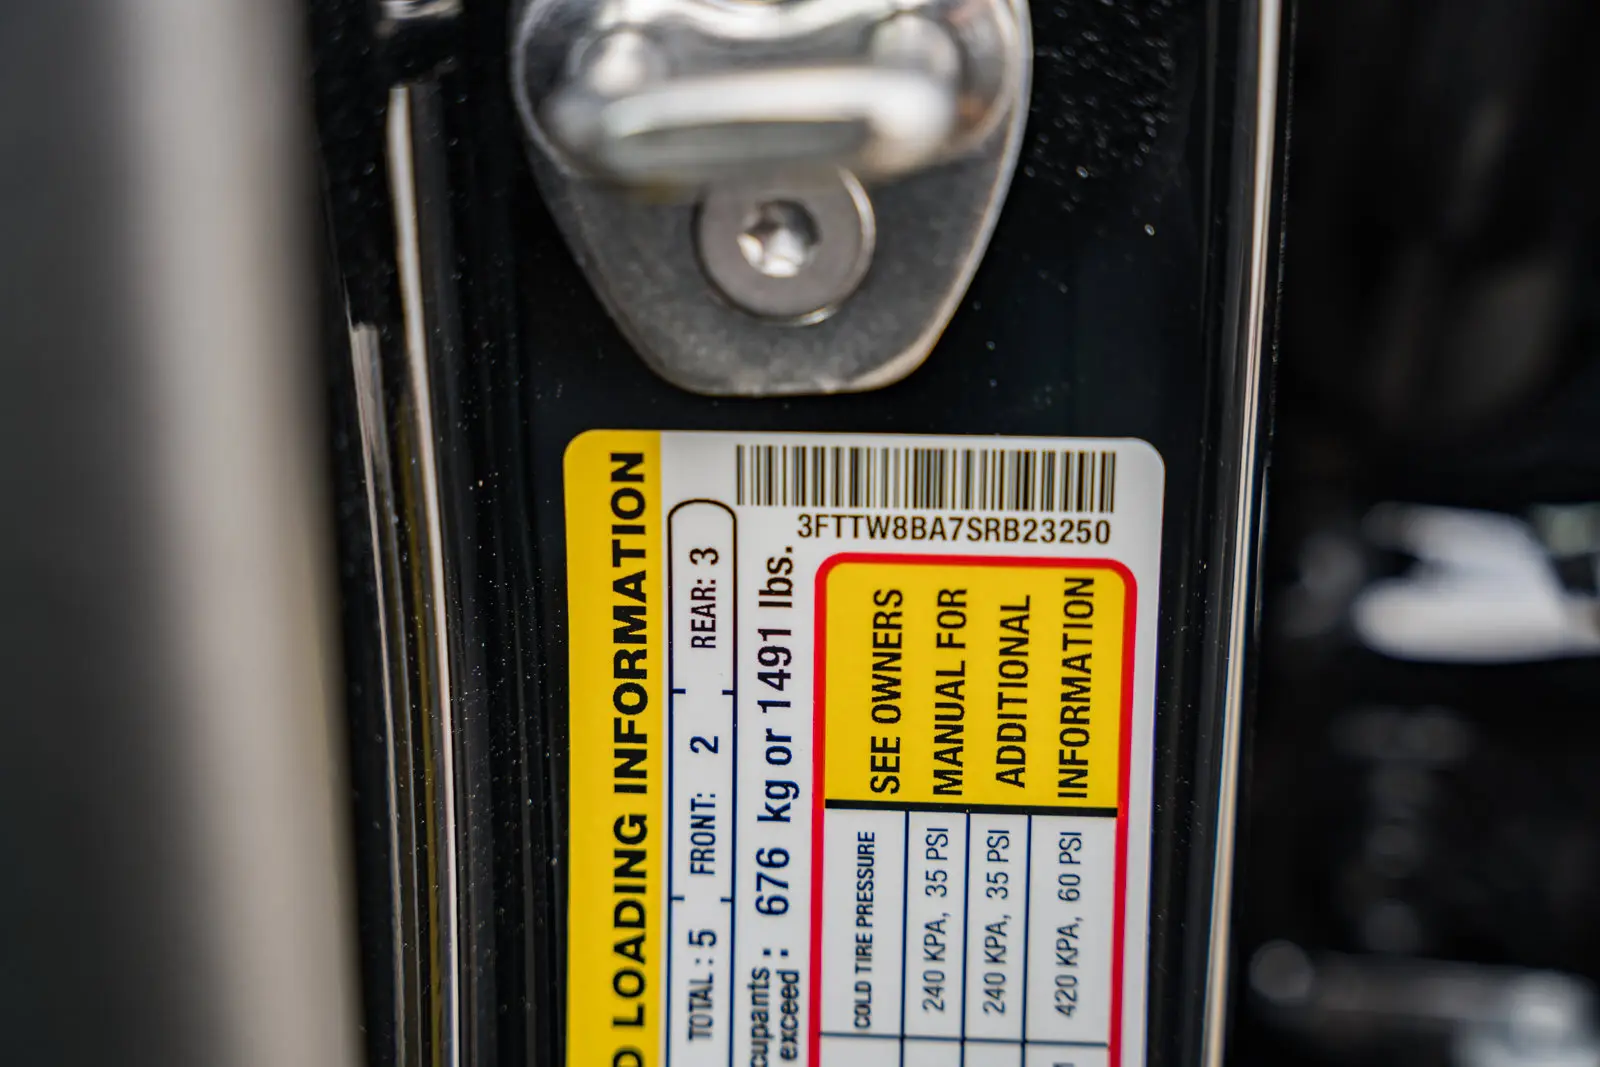 3FTTW8BA7SRB23250
LOADING INFORMATION
TOTAL : 5 FRONT: 2 REAR: 3
exceed : 676 kg or 1491 lbs.
SEE OWNERS
MANUAL FOR
ADDITIONAL
INFORMATION
COLD TIRE PRESSURE
240 KPA, 35 PSI
240 KPA, 35 PSI
420 KPA, 60 PSI